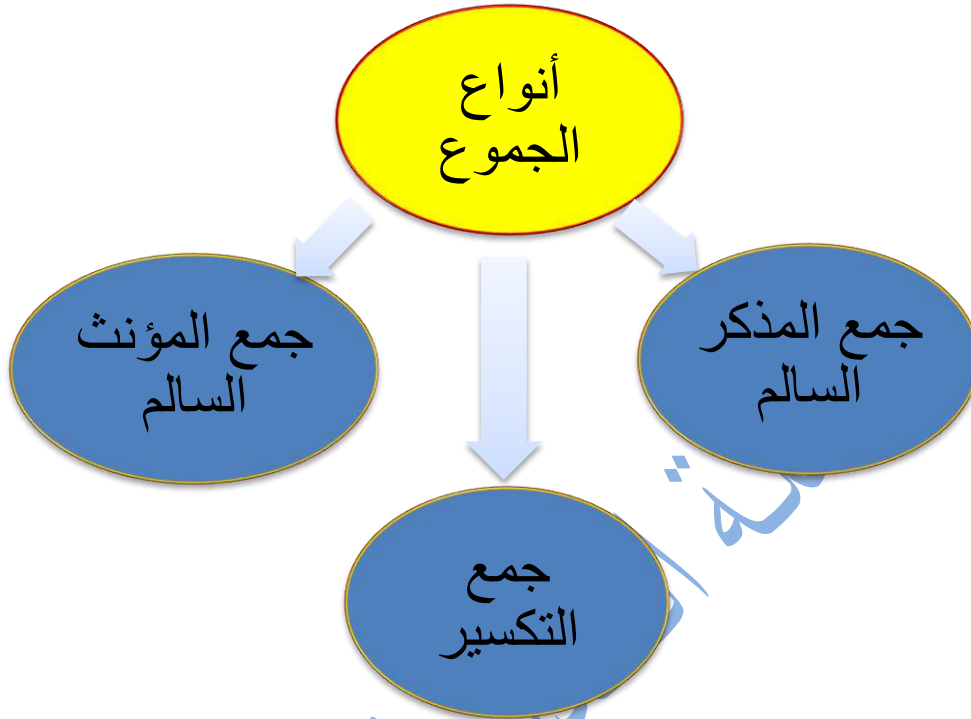 أنواع
الجموع
جمع المذكر
السالم
جمع المؤنث
السالم
جمع
التكسير